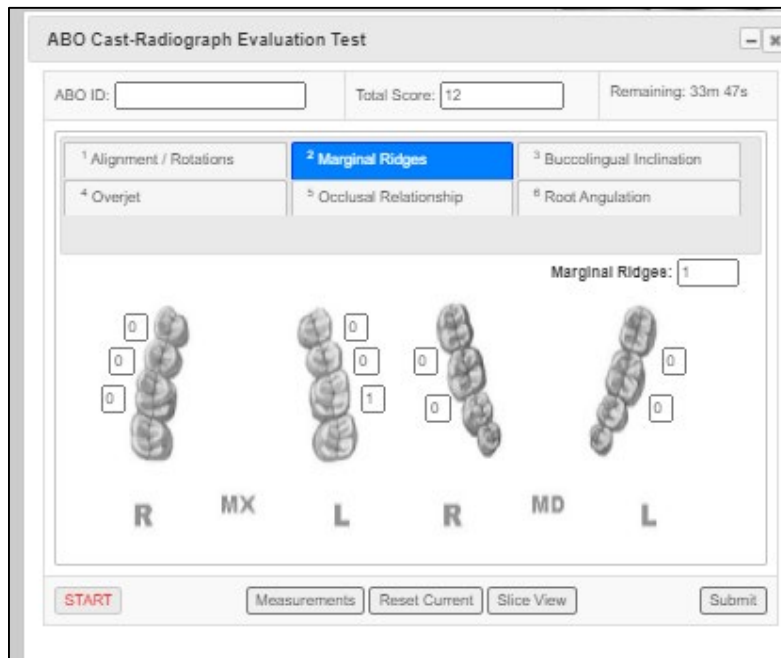 ABO Cast-Radiograph Evaluation Test
ABO ID: Total Score: 12 Remaining: 33m 47s
1 Alignment / Rotations 2 Marginal Ridges 3 Buccolingual Inclination
4 Overjet 5 Occlusal Relationship 6 Root Angulation
Marginal Ridges: 1
0 0
0 0 0 0
0 1 0 0
R MX L R MD L
START Measurements Reset Current Slice View Submit